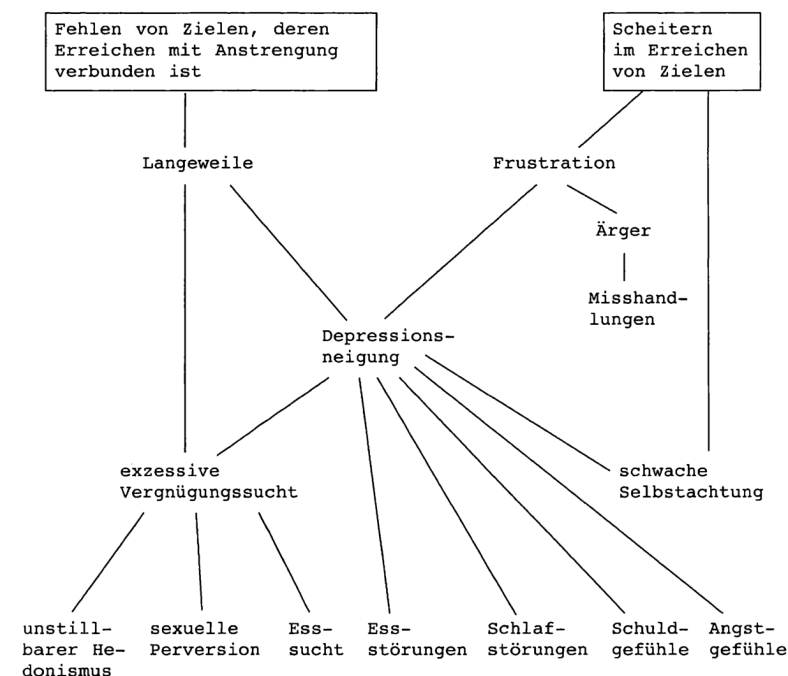 Fehlen von Zielen, deren
Erreichen mit Anstrengung
verbunden ist
Scheitern
im Erreichen
von Zielen
Langeweile
Frustration
Ärger
Misshand-
lungen
Depressions-
neigung
exzessive
Vergnügungssucht
schwache
Selbstachtung
unstill-
barer He-
donismus
sexuelle
Perversion
Ess-
sucht
Ess-
störungen
Schlaf-
störungen
Schuld-
gefühle
Angst-
gefühle